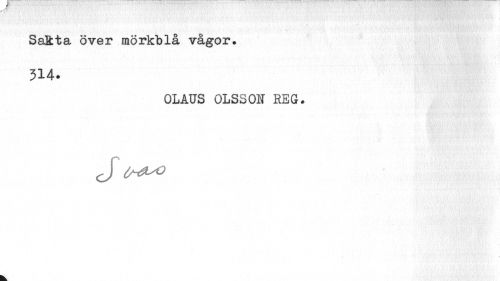 Sakta över mörkblå vågor.
314.
OLAUS OLSSON REG.
Svao